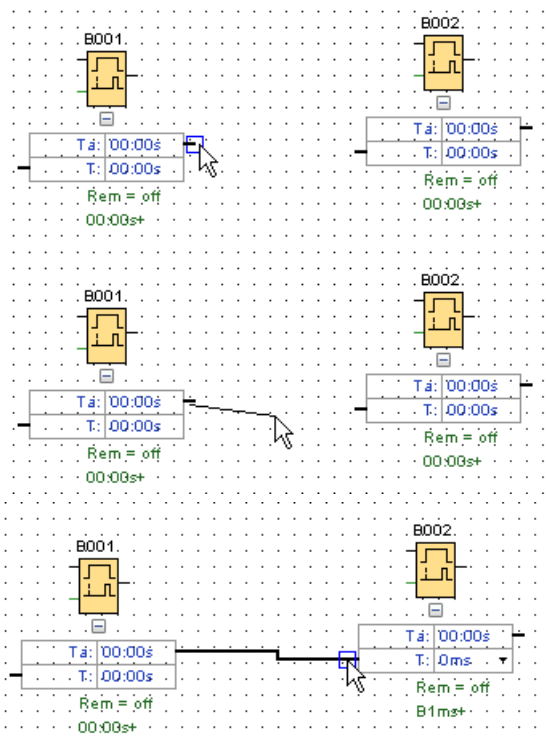 B001
Ta: 00:00s
T: 00:00s
Rem = off
00:00s+
B002
Ta: 00:00s
T: 00:00s
Rem = off
00:00s+
B001
Ta: 00:00s
T: 00:00s
Rem = off
00:00s+
B002
Ta: 00:00s
T: 00:00s
Rem = off
00:00s+
B001
Ta: 00:00s
T: 00:00s
Rem = off
00:00s+
B002
Ta: 00:00s
T: 0ms
Rem = off
B1ms+